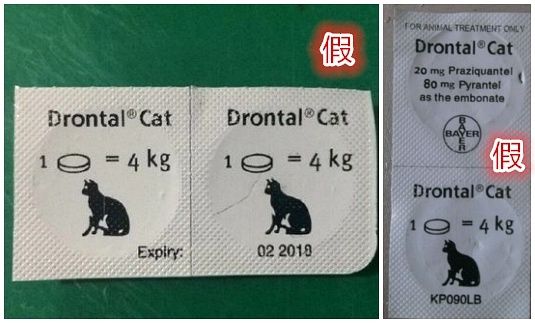 假
Drontal® Cat
1 = 4 kg
Drontal® Cat
1 = 4 kg
Expiry:
02 2018
FOR ANIMAL TREATMENT ONLY
Drontal® Cat
20 mg Praziquantel
80 mg Pyrantel
as the embonate
BAYER
BAYER
假
Drontal® Cat
1 = 4 kg
KP090LB